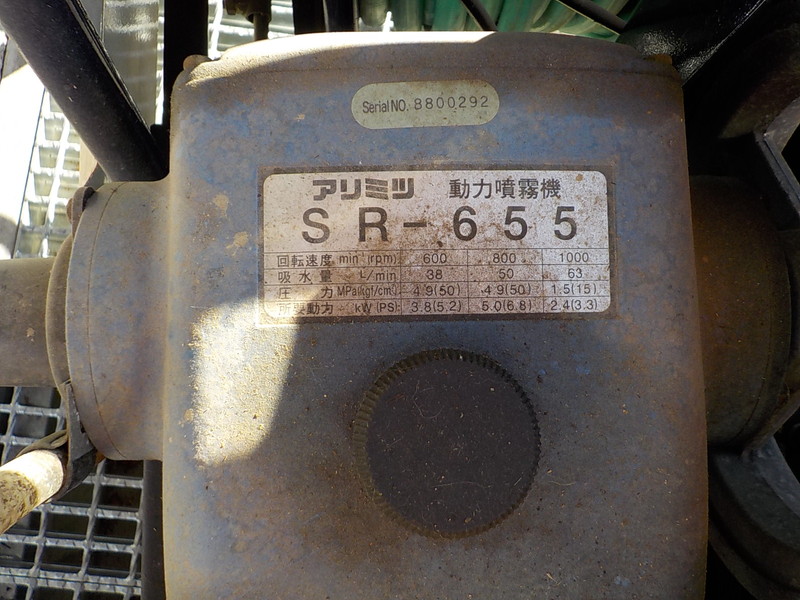 Serial NO. 8800292
アリミツ 動力噴霧機
SR-655
回転速度 min⁻¹(rpm) 600 800 1000
吸水量 L/min 38 50 63
圧力 MPa(kgf/cm²) 4.9(50) 4.9(50) 1.5(15)
所要動力 kW(PS) 3.8(5.2) 5.0(6.8) 2.4(3.3)